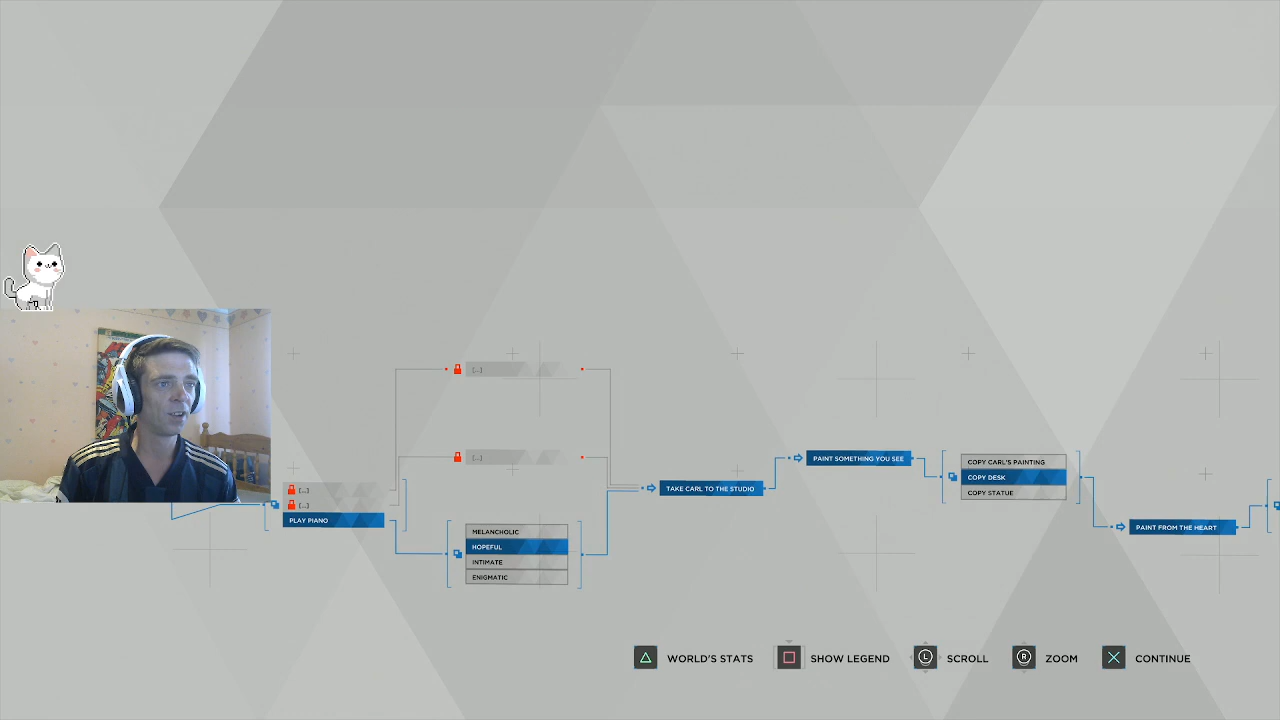 [...]
[...]
[...]
[...]
PLAY PIANO
MELANCHOLIC
HOPEFUL
INTIMATE
ENIGMATIC
TAKE CARL TO THE STUDIO
PAINT SOMETHING YOU SEE
COPY CARL'S PAINTING
COPY DESK
COPY STATUE
PAINT FROM THE HEART
WORLD'S STATS
SHOW LEGEND
L
SCROLL
R
ZOOM
CONTINUE